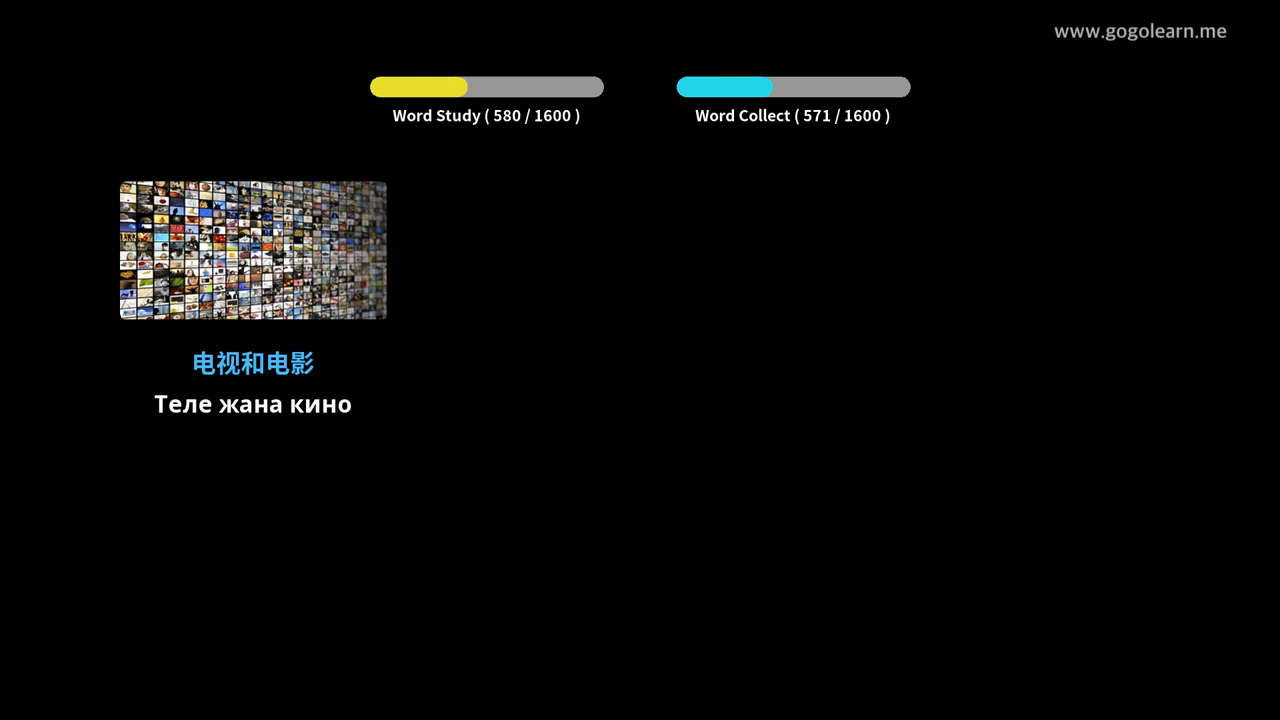 www.gogolearn.me
Word Study ( 580 / 1600 )
Word Collect ( 571 / 1600 )
电视和电影
Теле жана кино